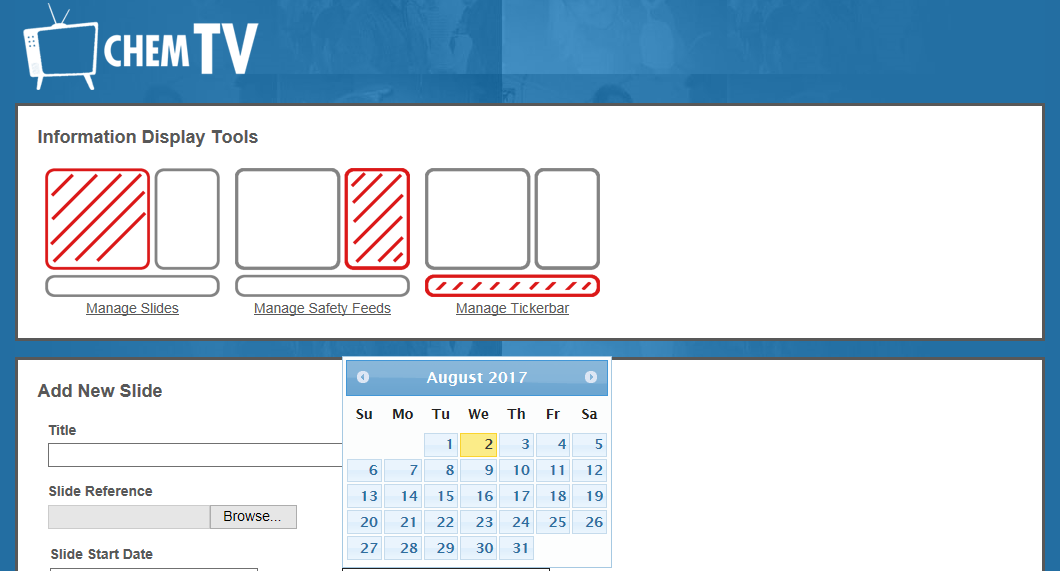 CHEM TV
Information Display Tools
Manage Slides Manage Safety Feeds Manage Tickerbar
Add New Slide
Title
Slide Reference
Browse...
Slide Start Date
August 2017
Su Mo Tu We Th Fr Sa
1 2 3 4 5
6 7 8 9 10 11 12
13 14 15 16 17 18 19
20 21 22 23 24 25 26
27 28 29 30 31